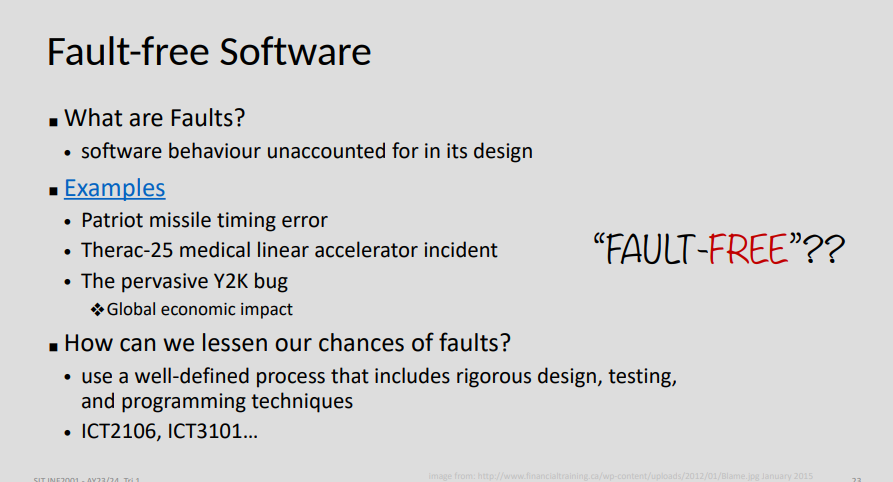 Fault-free Software
▪ What are Faults?
• software behaviour unaccounted for in its design
▪ Examples
• Patriot missile timing error
• Therac-25 medical linear accelerator incident
“FAULT-FREE”??
• The pervasive Y2K bug
❖Global economic impact
▪ How can we lessen our chances of faults?
• use a well-defined process that includes rigorous design, testing,
and programming techniques
• ICT2106, ICT3101...
SIT INF2001 - AY23/24, Tri 1
Image from: http://www.financialtraining.ca/wp-content/uploads/2012/01/Blame.jpg January 2015
23